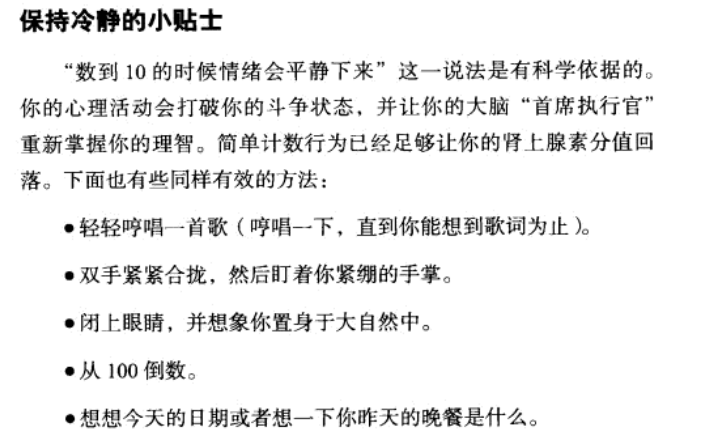 保持冷静的小贴士
“数到 10 的时候情绪会平静下来”这一说法是有科学依据的。
你的心理活动会打破你的斗争状态，并让你的大脑“首席执行官”
重新掌握你的理智。简单计数行为已经足够让你的肾上腺素分值回
落。下面也有些同样有效的方法：
●轻轻哼唱一首歌（哼唱一下，直到你能想到歌词为止）。
●双手紧紧合拢，然后盯着你紧绷的手掌。
●闭上眼睛，并想象你置身于大自然中。
●从 100 倒数。
●想想今天的日期或者想一下你昨天的晚餐是什么。